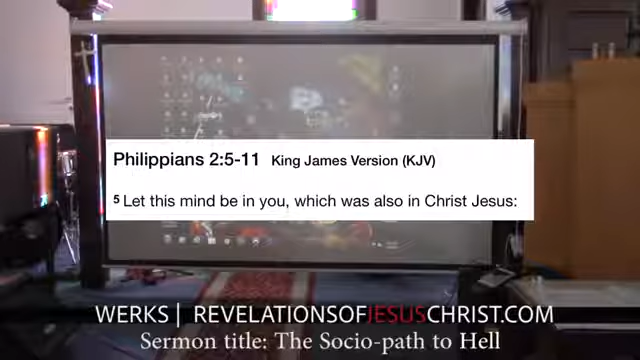 Philippians 2:5-11 King James Version (KJV)
5 Let this mind be in you, which was also in Christ Jesus:
WERKS | REVELATIONSOFJESUSCHRIST.COM
Sermon title: The Socio-path to Hell